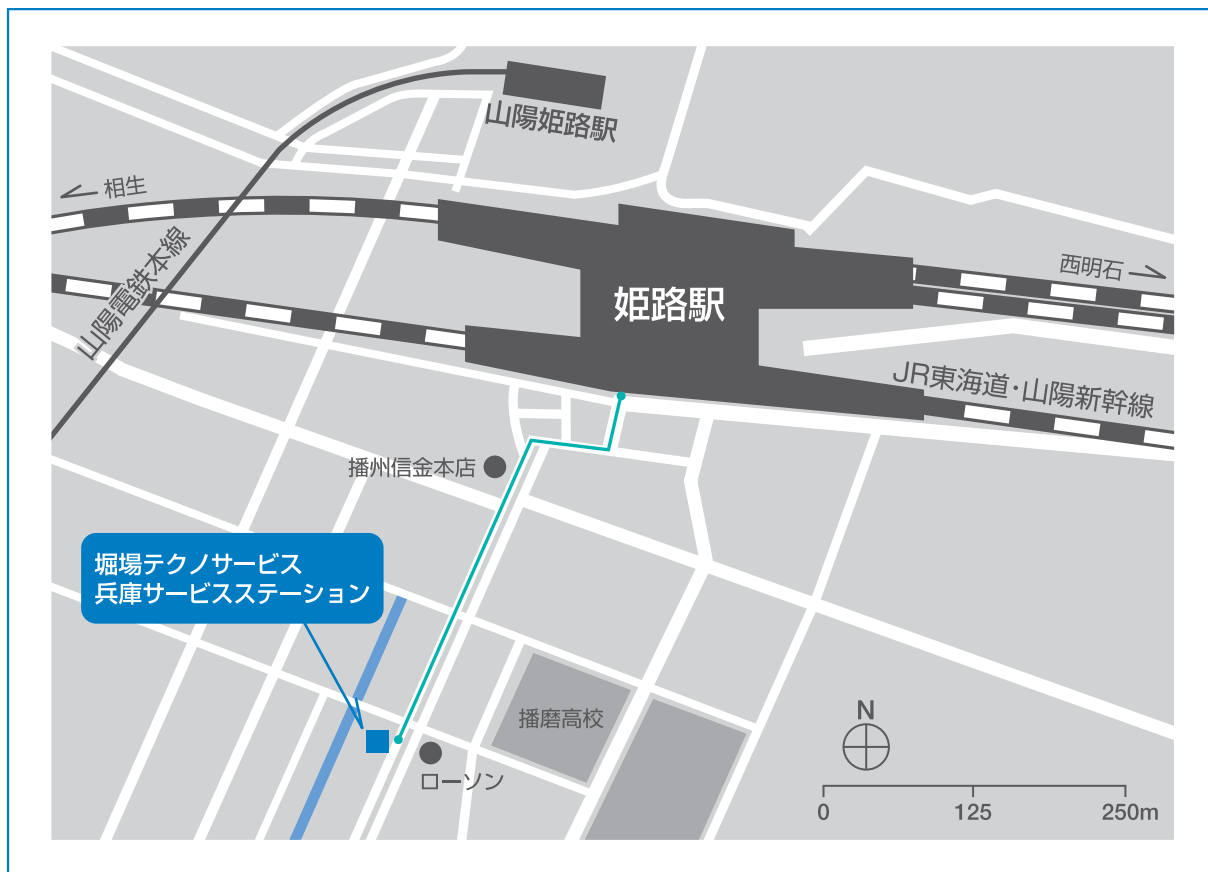 山陽姫路駅
相生
山陽電鉄本線
西明石
姫路駅
JR東海道・山陽新幹線
播州信金本店
堀場テクノサービス
兵庫サービスステーション
播磨高校
ローソン
N
0 125 250m